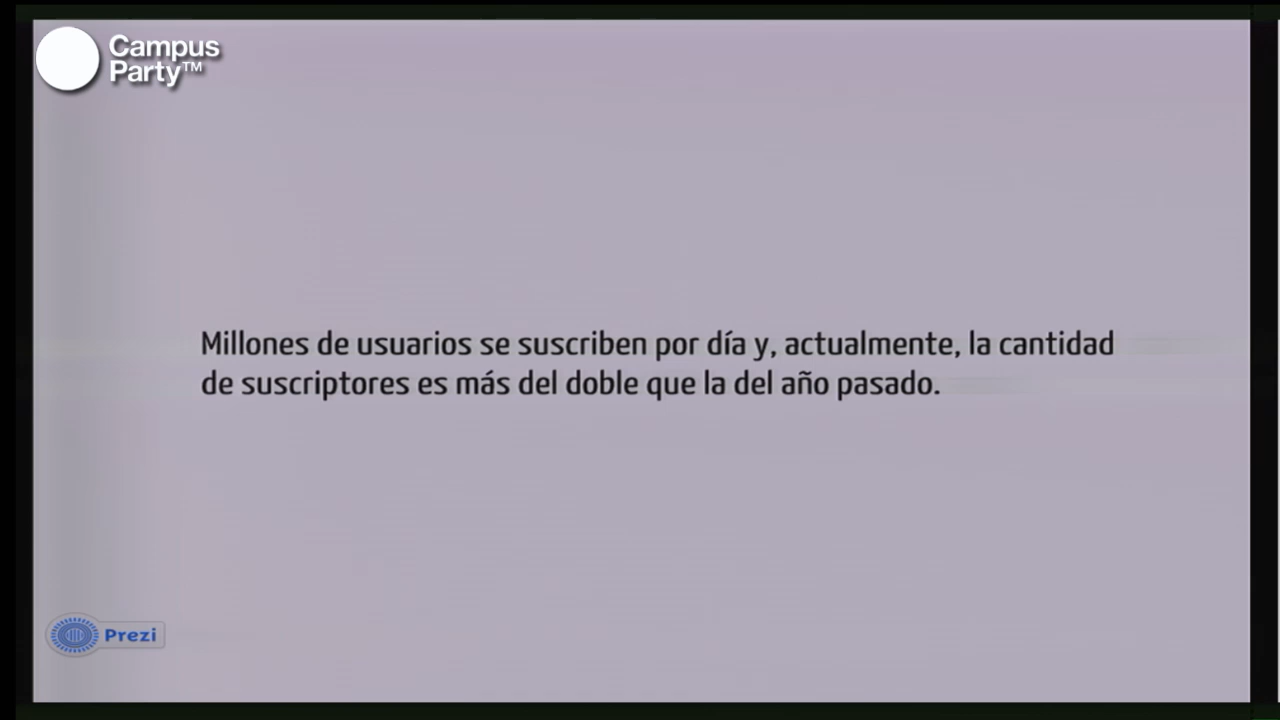 Campus
Party™
Millones de usuarios se suscriben por día y, actualmente, la cantidad
de suscriptores es más del doble que la del año pasado.
Prezi